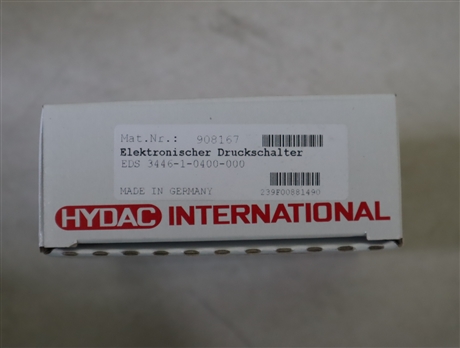 Mat.Nr.: 908167
Elektronischer Druckschalter
EDS 3446-1-0400-000
MADE IN GERMANY
239F00881490
HYDAC INTERNATIONAL